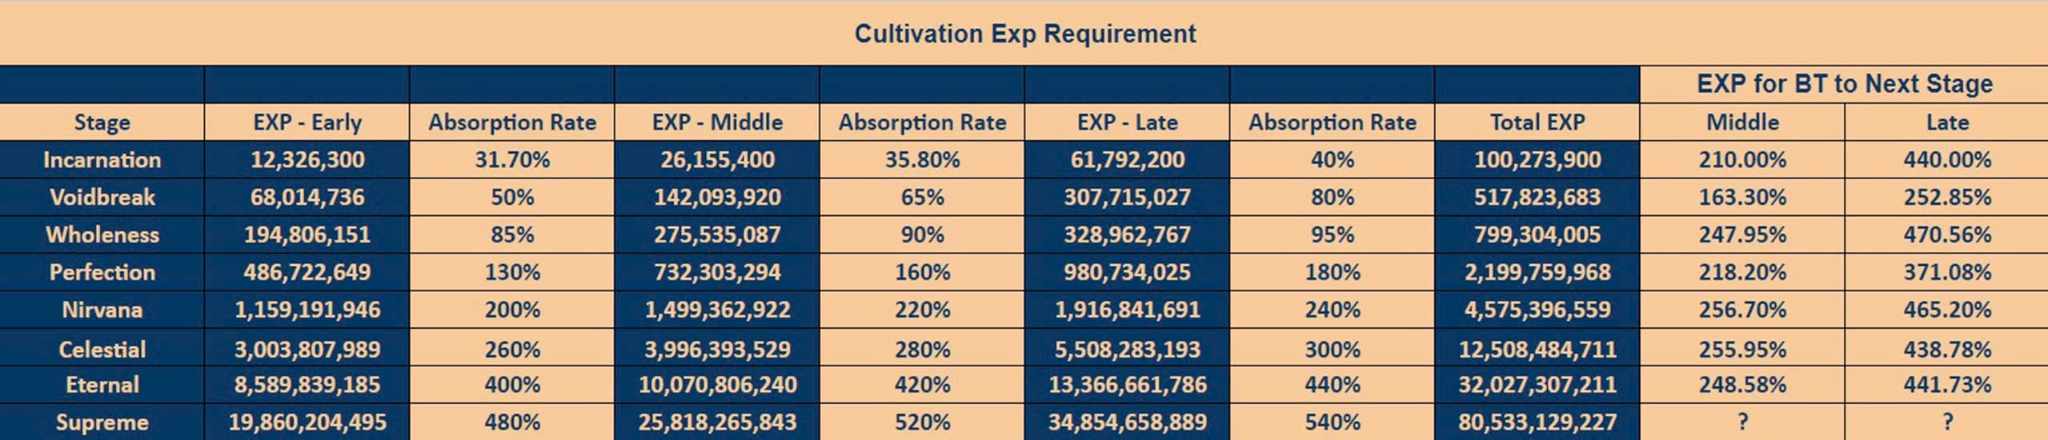 Cultivation Exp Requirement
EXP for BT to Next Stage
Stage EXP - Early Absorption Rate EXP - Middle Absorption Rate EXP - Late Absorption Rate Total EXP Middle Late
Incarnation 12,326,300 31.70% 26,155,400 35.80% 61,792,200 40% 100,273,900 210.00% 440.00%
Voidbreak 68,014,736 50% 142,093,920 65% 307,715,027 80% 517,823,683 163.30% 252.85%
Wholeness 194,806,151 85% 275,535,087 90% 328,962,767 95% 799,304,005 247.95% 470.56%
Perfection 486,722,649 130% 732,303,294 160% 980,734,025 180% 2,199,759,968 218.20% 371.08%
Nirvana 1,159,191,946 200% 1,499,362,922 220% 1,916,841,691 240% 4,575,396,559 256.70% 465.20%
Celestial 3,003,807,989 260% 3,996,393,529 280% 5,508,283,193 300% 12,508,484,711 255.95% 438.78%
Eternal 8,589,839,185 400% 10,070,806,240 420% 13,366,661,786 440% 32,027,307,211 248.58% 441.73%
Supreme 19,860,204,495 480% 25,818,265,843 520% 34,854,658,889 540% 80,533,129,227 ? ?